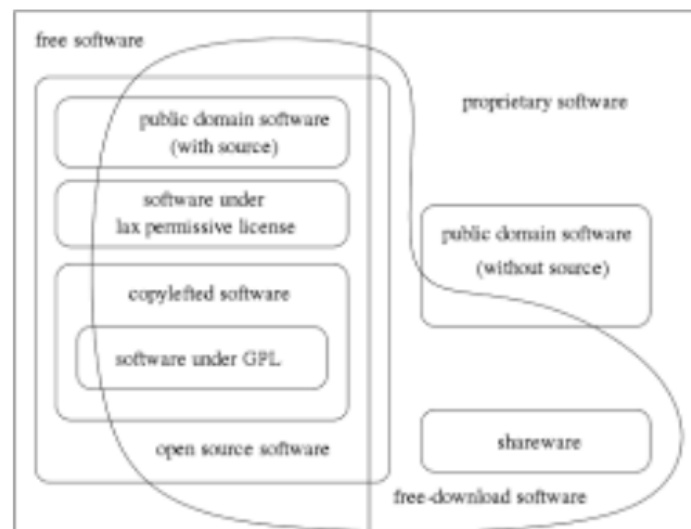 free software
proprietary software
public domain software
(with source)
software under
lax permissive license
public domain software
(without source)
copylefted software
software under GPL
open source software
shareware
free-download software